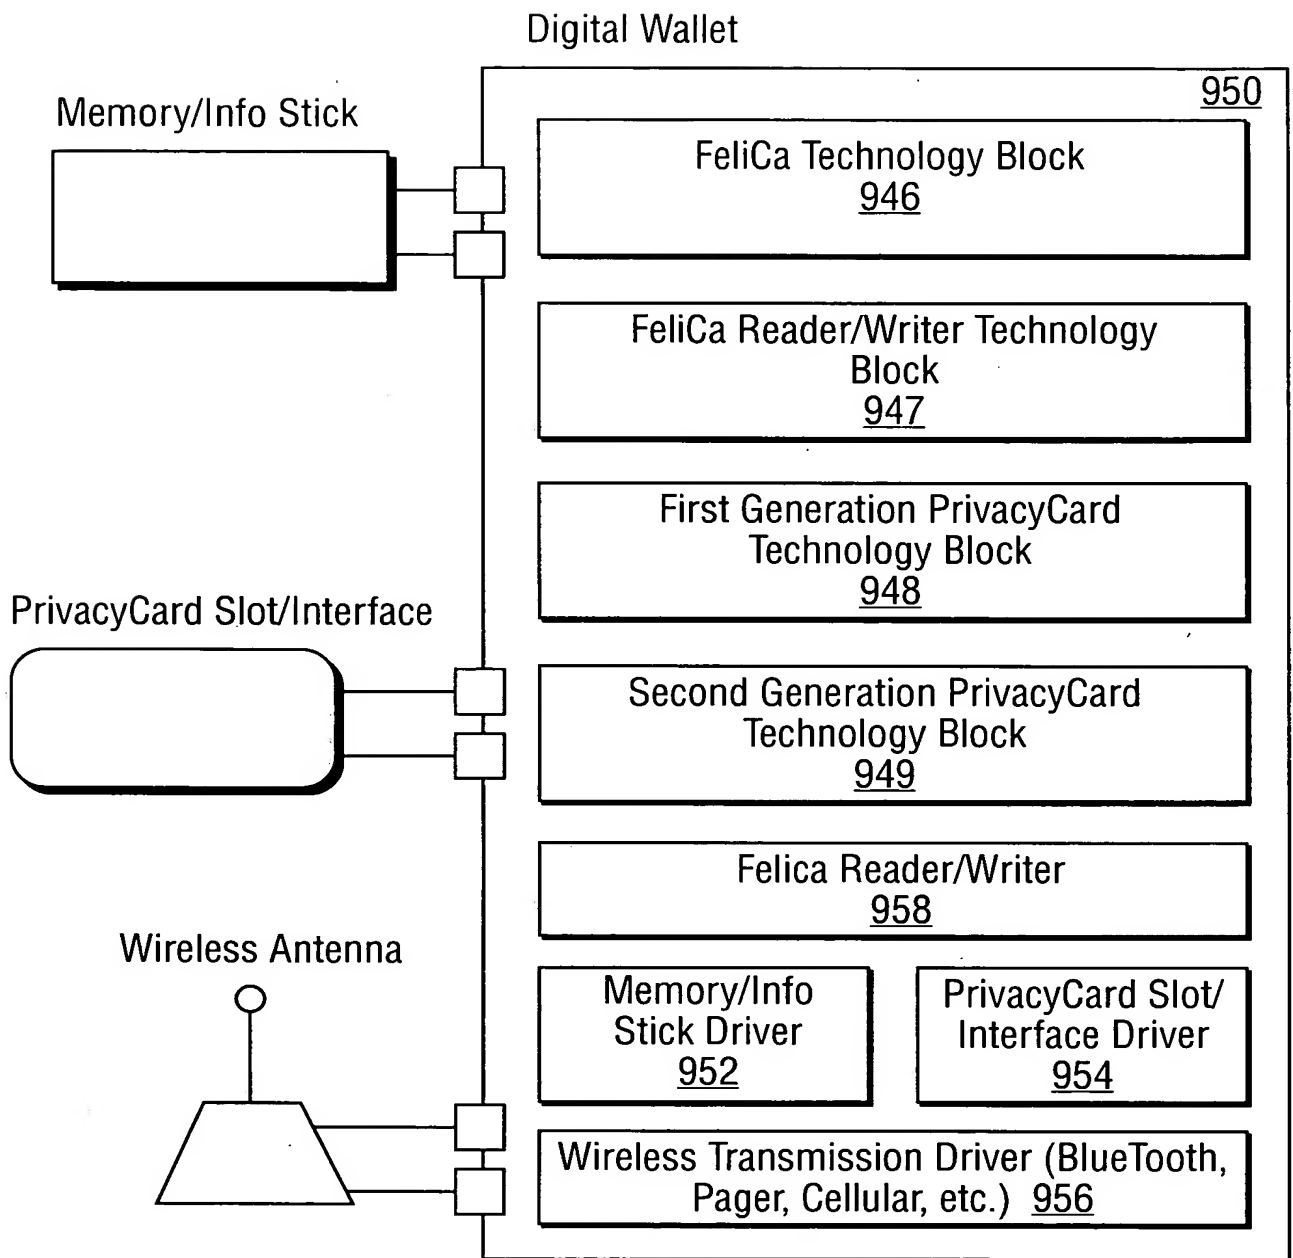 Digital Wallet
950
Memory/Info Stick
FeliCa Technology Block
946
FeliCa Reader/Writer Technology
Block
947
First Generation PrivacyCard
Technology Block
948
PrivacyCard Slot/Interface
Second Generation PrivacyCard
Technology Block
949
Felica Reader/Writer
958
Wireless Antenna
Memory/Info
Stick Driver
952
PrivacyCard Slot/
Interface Driver
954
Wireless Transmission Driver (BlueTooth,
Pager, Cellular, etc.) 956